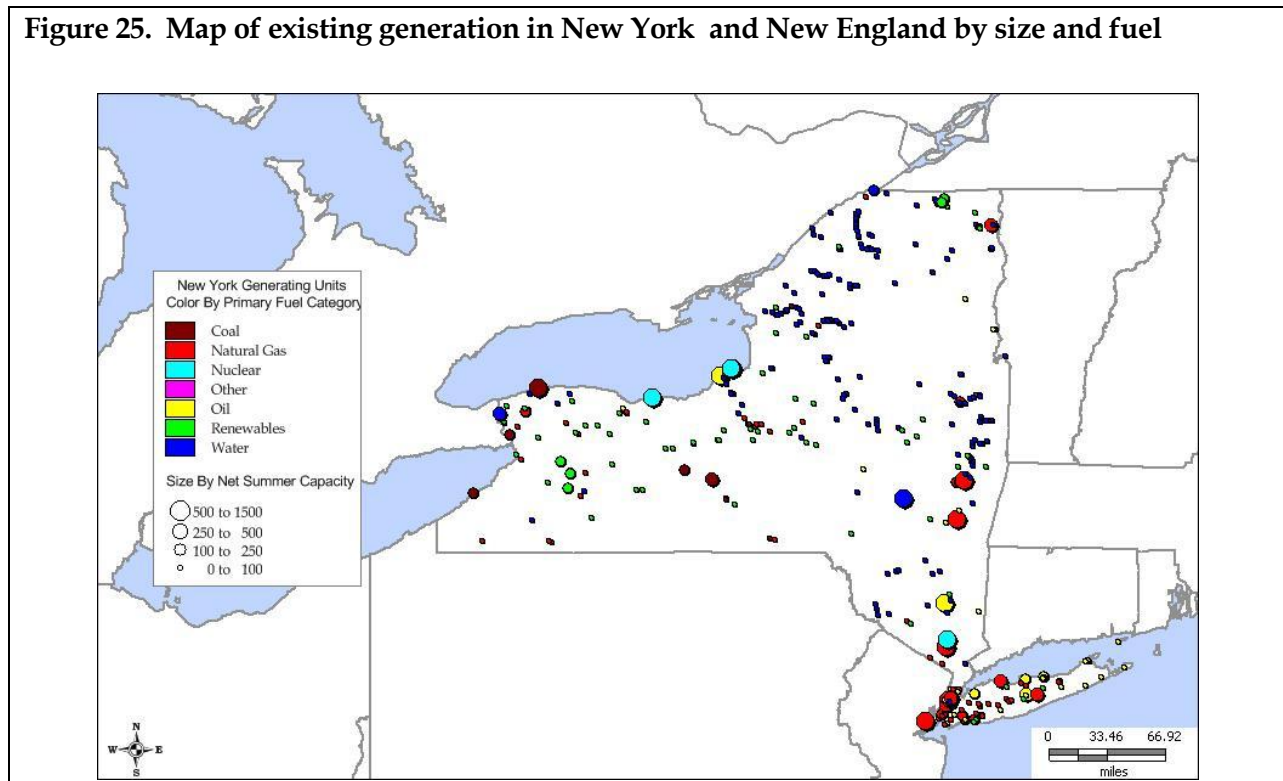 Figure 25. Map of existing generation in New York and New England by size and fuel
New York Generating Units
Color By Primary Fuel Category
Coal
Natural Gas
Nuclear
Other
Oil
Renewables
Water
Size By Net Summer Capacity
500 to 1500
250 to 500
100 to 250
0 to 100
N
W E
S
0 33.46 66.92
miles